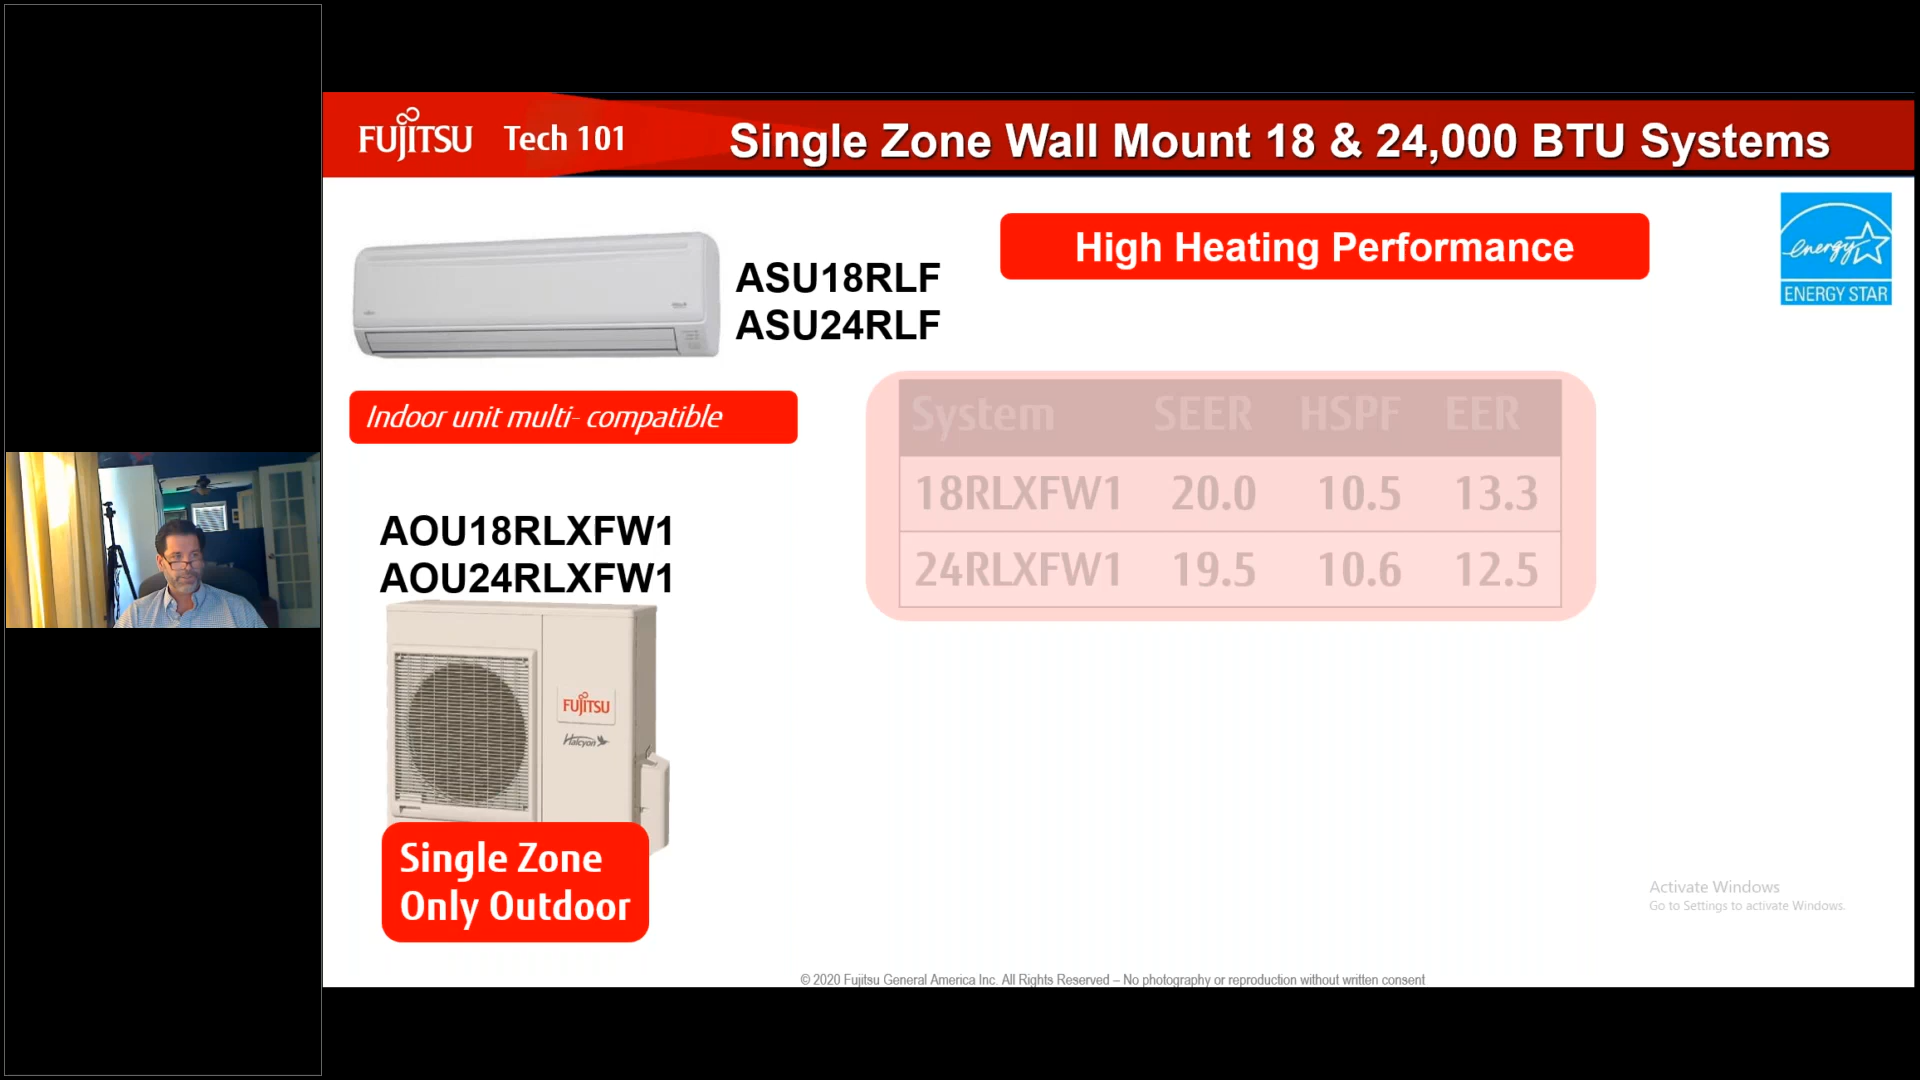 FUJITSU Tech 101
Single Zone Wall Mount 18 & 24,000 BTU Systems
ASU18RLF
ASU24RLF
High Heating Performance
energy
ENERGY STAR
Indoor unit multi- compatible
System SEER HSPF EER
18RLXFW1 20.0 10.5 13.3
24RLXFW1 19.5 10.6 12.5
AOU18RLXFW1
AOU24RLXFW1
FUJITSU
Halcyon
Single Zone
Only Outdoor
Activate Windows
Go to Settings to activate Windows.
© 2020 Fujitsu General America Inc. All Rights Reserved – No photography or reproduction without written consent